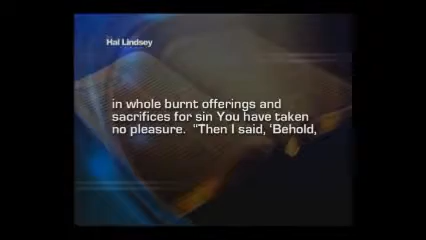 Hal Lindsey
in whole burnt offerings and
sacrifices for sin You have taken
no pleasure. "Then I said, 'Behold,